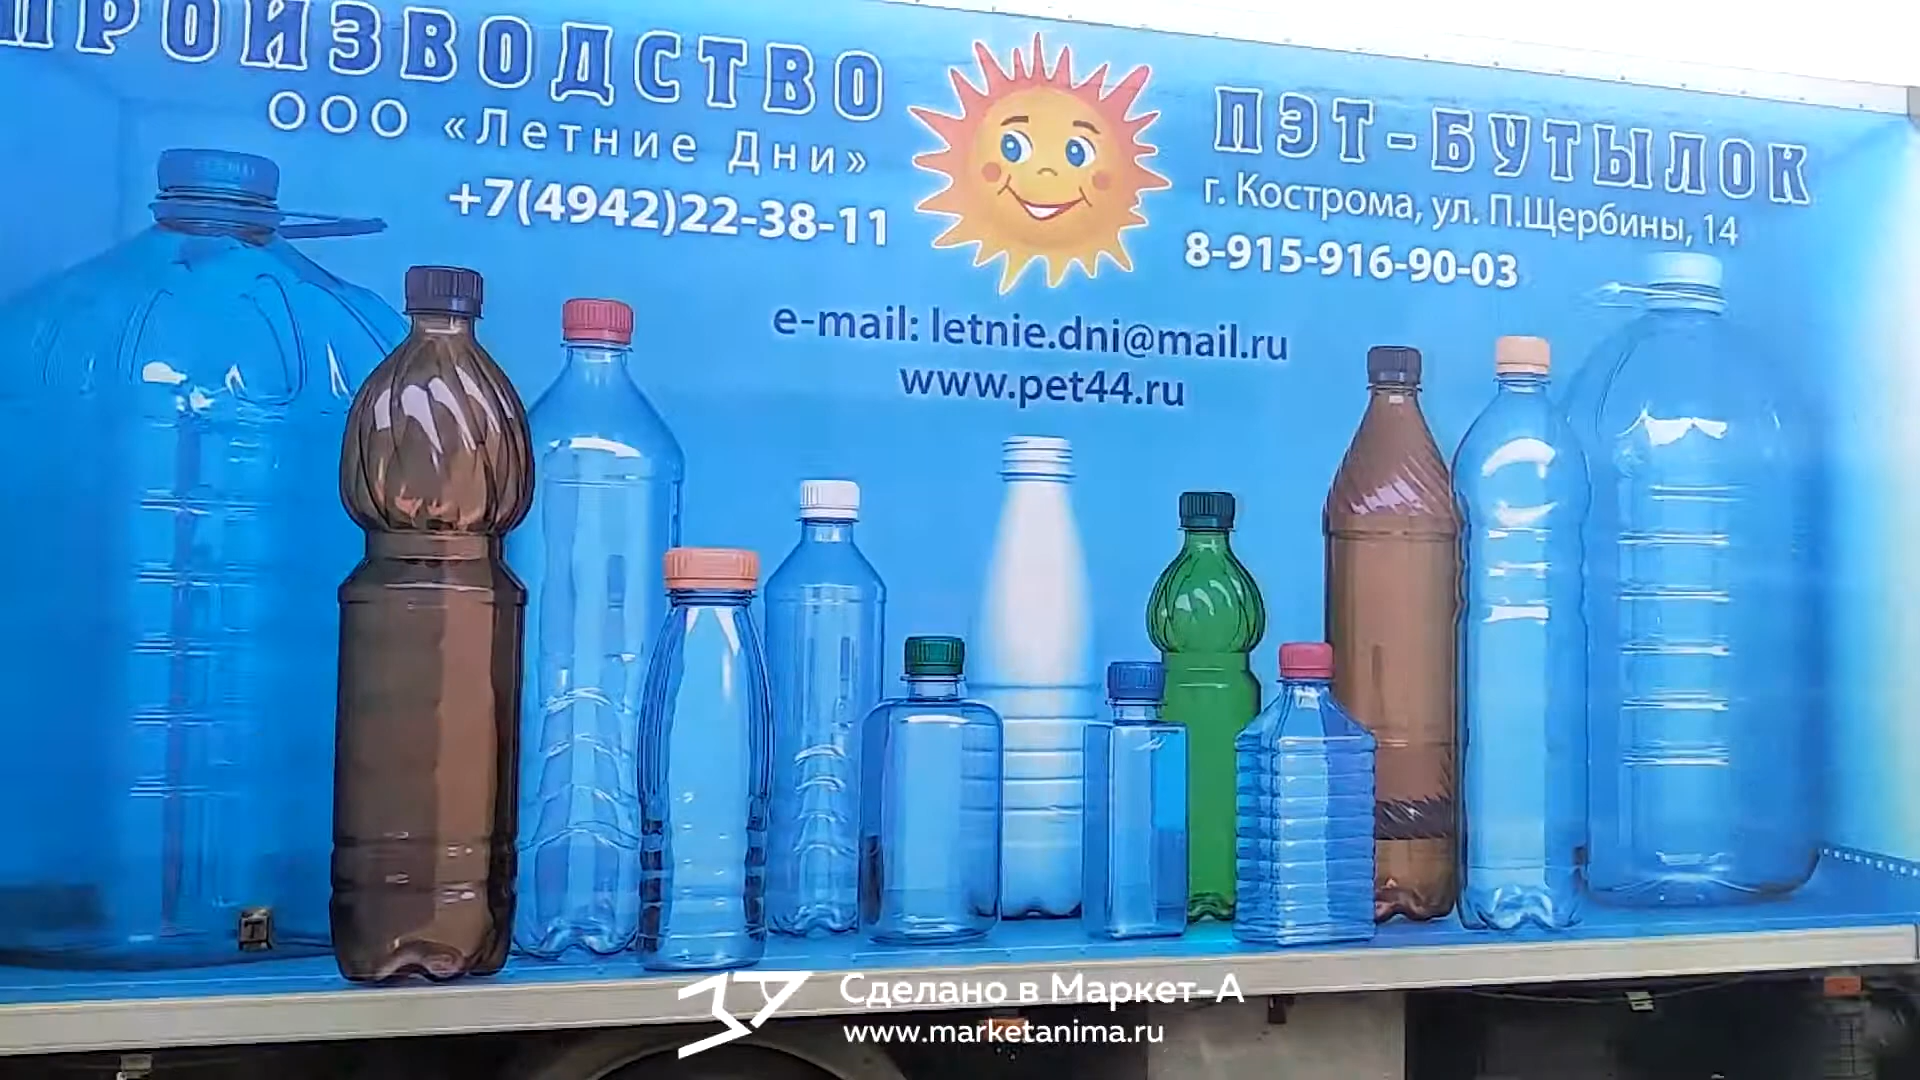 ПРОИЗВОДСТВО
ООО «Летние Дни»
+7(4942)22-38-11
ПЭТ-БУТЫЛОК
г. Кострома, ул. П.Щербины, 14
8-915-916-90-03
e-mail: letnie.dni@mail.ru
www.pet44.ru
Т
Сделано в Маркет-А
www.marketanima.ru